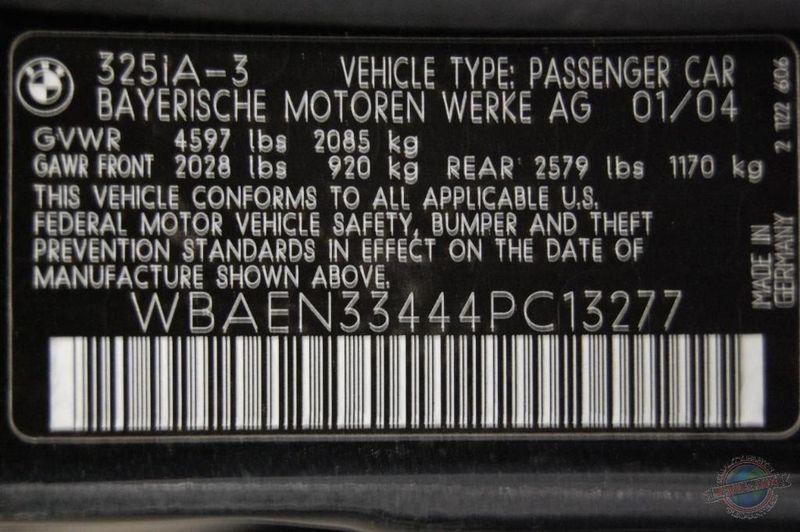 325iA-3 VEHICLE TYPE: PASSENGER CAR
BAYERISCHE MOTOREN WERKE AG 01/04
GVWR 4597 lbs 2085 kg
GAWR FRONT 2028 lbs 920 kg REAR 2579 lbs 1170 kg
THIS VEHICLE CONFORMS TO ALL APPLICABLE U.S.
FEDERAL MOTOR VEHICLE SAFETY, BUMPER AND THEFT
PREVENTION STANDARDS IN EFFECT ON THE DATE OF
MANUFACTURE SHOWN ABOVE.
WBAEN33444PC13277
2 1122 606
MADE IN
GERMANY
BMW